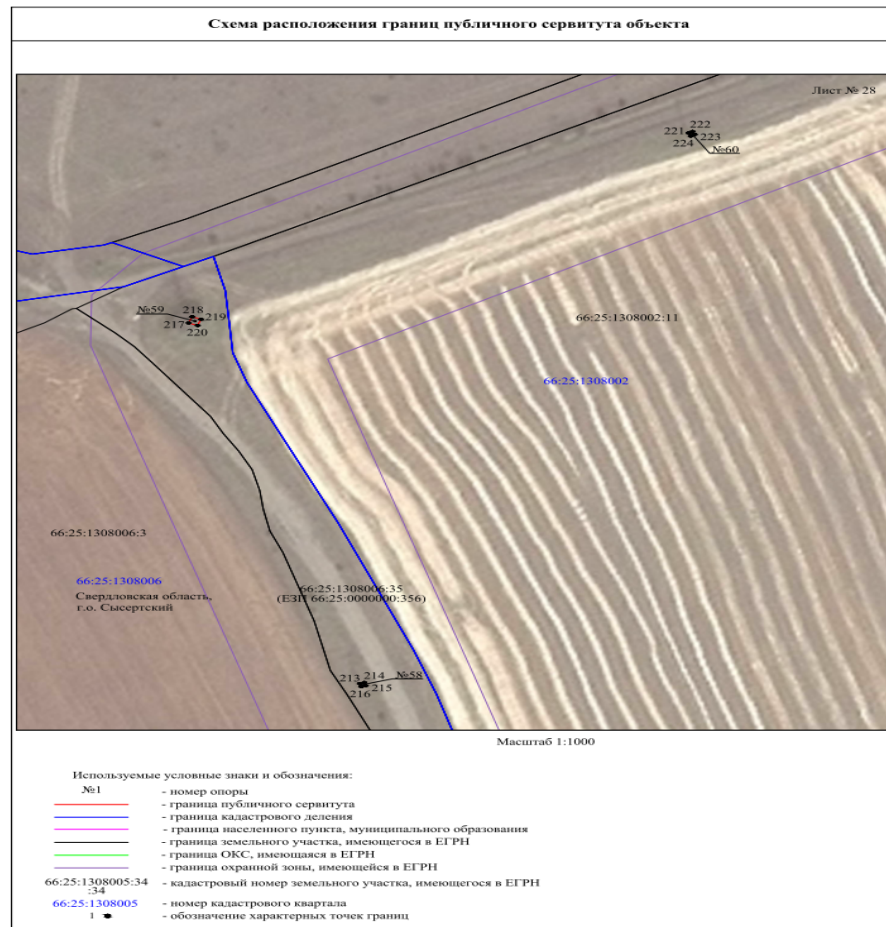 Схема расположения границ публичного сервитута объекта
Лист № 28
222
221
223
224
№60
№59
218
219
217
220
66:25:1308002:11
66:25:1308002
66:25:1308006:3
66:25:1308006
Свердловская область,
г.о. Сысертский
66:25:1308006:35
(ЕЗП 66:25:0000000:356)
213
214
№58
215
216
Масштаб 1:1000
Используемые условные знаки и обозначения:
№1 - номер опоры
- граница публичного сервитута
- граница кадастрового деления
- граница населенного пункта, муниципального образования
- граница земельного участка, имеющегося в ЕГРН
- граница ОКС, имеющаяся в ЕГРН
- граница охранной зоны, имеющейся в ЕГРН
66:25:1308005:34 - кадастровый номер земельного участка, имеющегося в ЕГРН
:34
66:25:1308005 - номер кадастрового квартала
1 - обозначение характерных точек границ